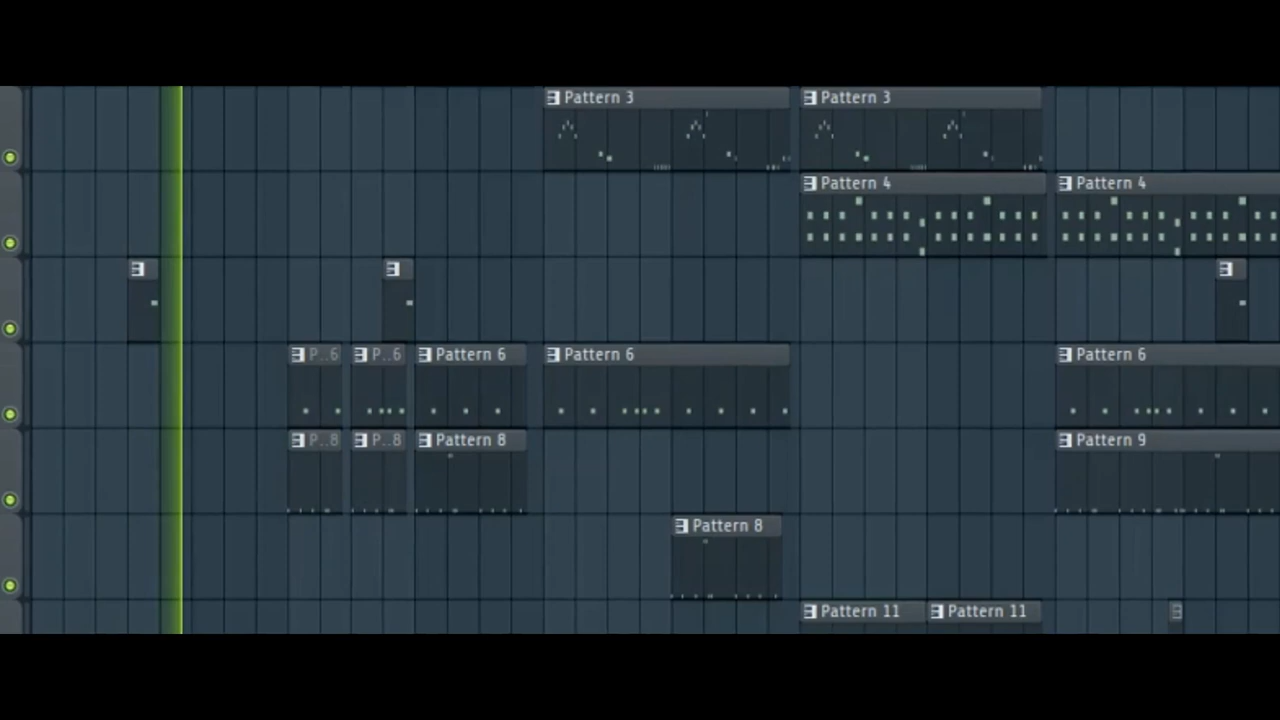 Pattern 3 Pattern 3
Pattern 4 Pattern 4
P..6 P..6 Pattern 6 Pattern 6 Pattern 6
P..8 P..8 Pattern 8 Pattern 9
Pattern 8
Pattern 11 Pattern 11